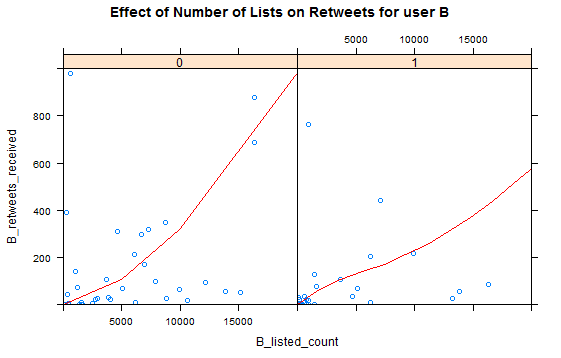 Effect of Number of Lists on Retweets for user B
5000 10000 15000
0 1
800
600
400
200
B_retweets_received
5000 10000 15000
B_listed_count